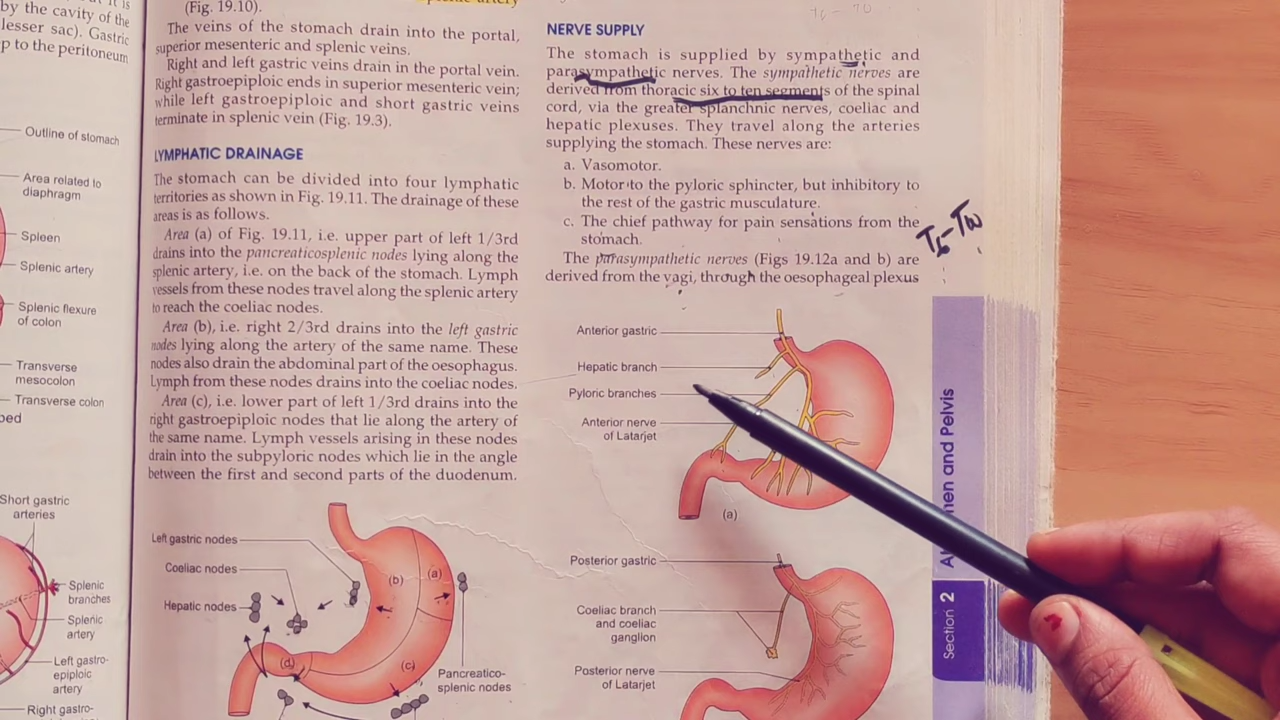 by the cavity of the
lesser sac). Gastric
p to the peritoneum
Outline of stomach
Area related to
diaphragm
Spleen
Splenic artery
Splenic flexure
of colon
Transverse
mesocolon
Transverse colon
Short gastric
arteries
Splenic
branches
Splenic
artery
Left gastro-
epiploic
artery
Right gastro-
(Fig. 19.10).
The veins of the stomach drain into the portal,
superior mesenteric and splenic veins.
Right and left gastric veins drain in the portal vein.
Right gastroepiploic ends in superior mesenteric vein;
while left gastroepiploic and short gastric veins
terminate in splenic vein (Fig. 19.3).
LYMPHATIC DRAINAGE
The stomach can be divided into four lymphatic
territories as shown in Fig. 19.11. The drainage of these
areas is as follows.
Area (a) of Fig. 19.11, i.e. upper part of left 1/3rd
drains into the pancreaticosplenic nodes lying along the
splenic artery, i.e. on the back of the stomach. Lymph
vessels from these nodes travel along the splenic artery
to reach the coeliac nodes.
Area (b), i.e. right 2/3rd drains into the left gastric
nodes lying along the artery of the same name. These
nodes also drain the abdominal part of the oesophagus.
Lymph from these nodes drains into the coeliac nodes.
Area (c), i.e. lower part of left 1/3rd drains into the
right gastroepiploic nodes that lie along the artery of
the same name. Lymph vessels arising in these nodes
drain into the subpyloric nodes which lie in the angle
between the first and second parts of the duodenum.
Left gastric nodes
Coeliac nodes
Hepatic nodes
(b)
(a)
(d)
(c)
Pancreatico-
splenic nodes
NERVE SUPPLY
The stomach is supplied by sympathetic and
parasympathetic nerves. The sympathetic nerves are
derived from thoracic six to ten segments of the spinal
cord, via the greater splanchnic nerves, coeliac and
hepatic plexuses. They travel along the arteries
supplying the stomach. These nerves are:
a. Vasomotor.
b. Motor to the pyloric sphincter, but inhibitory to
the rest of the gastric musculature.
c. The chief pathway for pain sensations from the
stomach.
The parasympathetic nerves (Figs 19.12a and b) are
derived from the vagi, through the oesophageal plexus
T6-T10
Anterior gastric
Hepatic branch
Pyloric branches
Anterior nerve
of Latarjet
(a)
Posterior gastric
Coeliac branch
and coeliac
ganglion
Posterior nerve
of Latarjet
men and Pelvis
Section 2